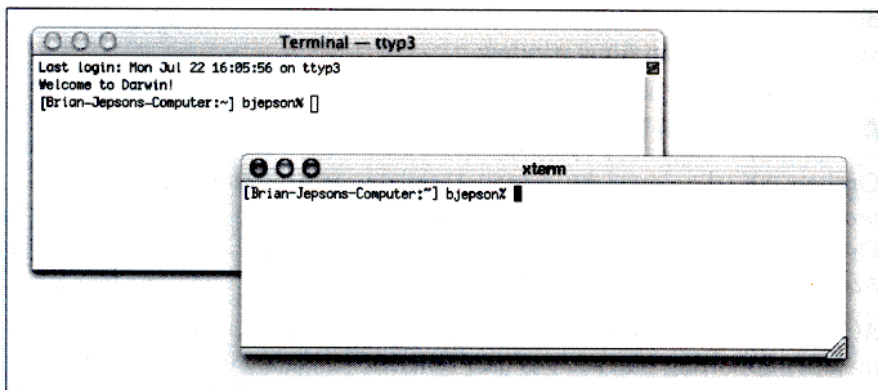 Terminal — ttyp3
Last login: Mon Jul 22 16:05:56 on ttyp3
Welcome to Darwin!
[Brian-Jepsons-Computer:~] bjepson%
xterm
[Brian-Jepsons-Computer:~] bjepson%